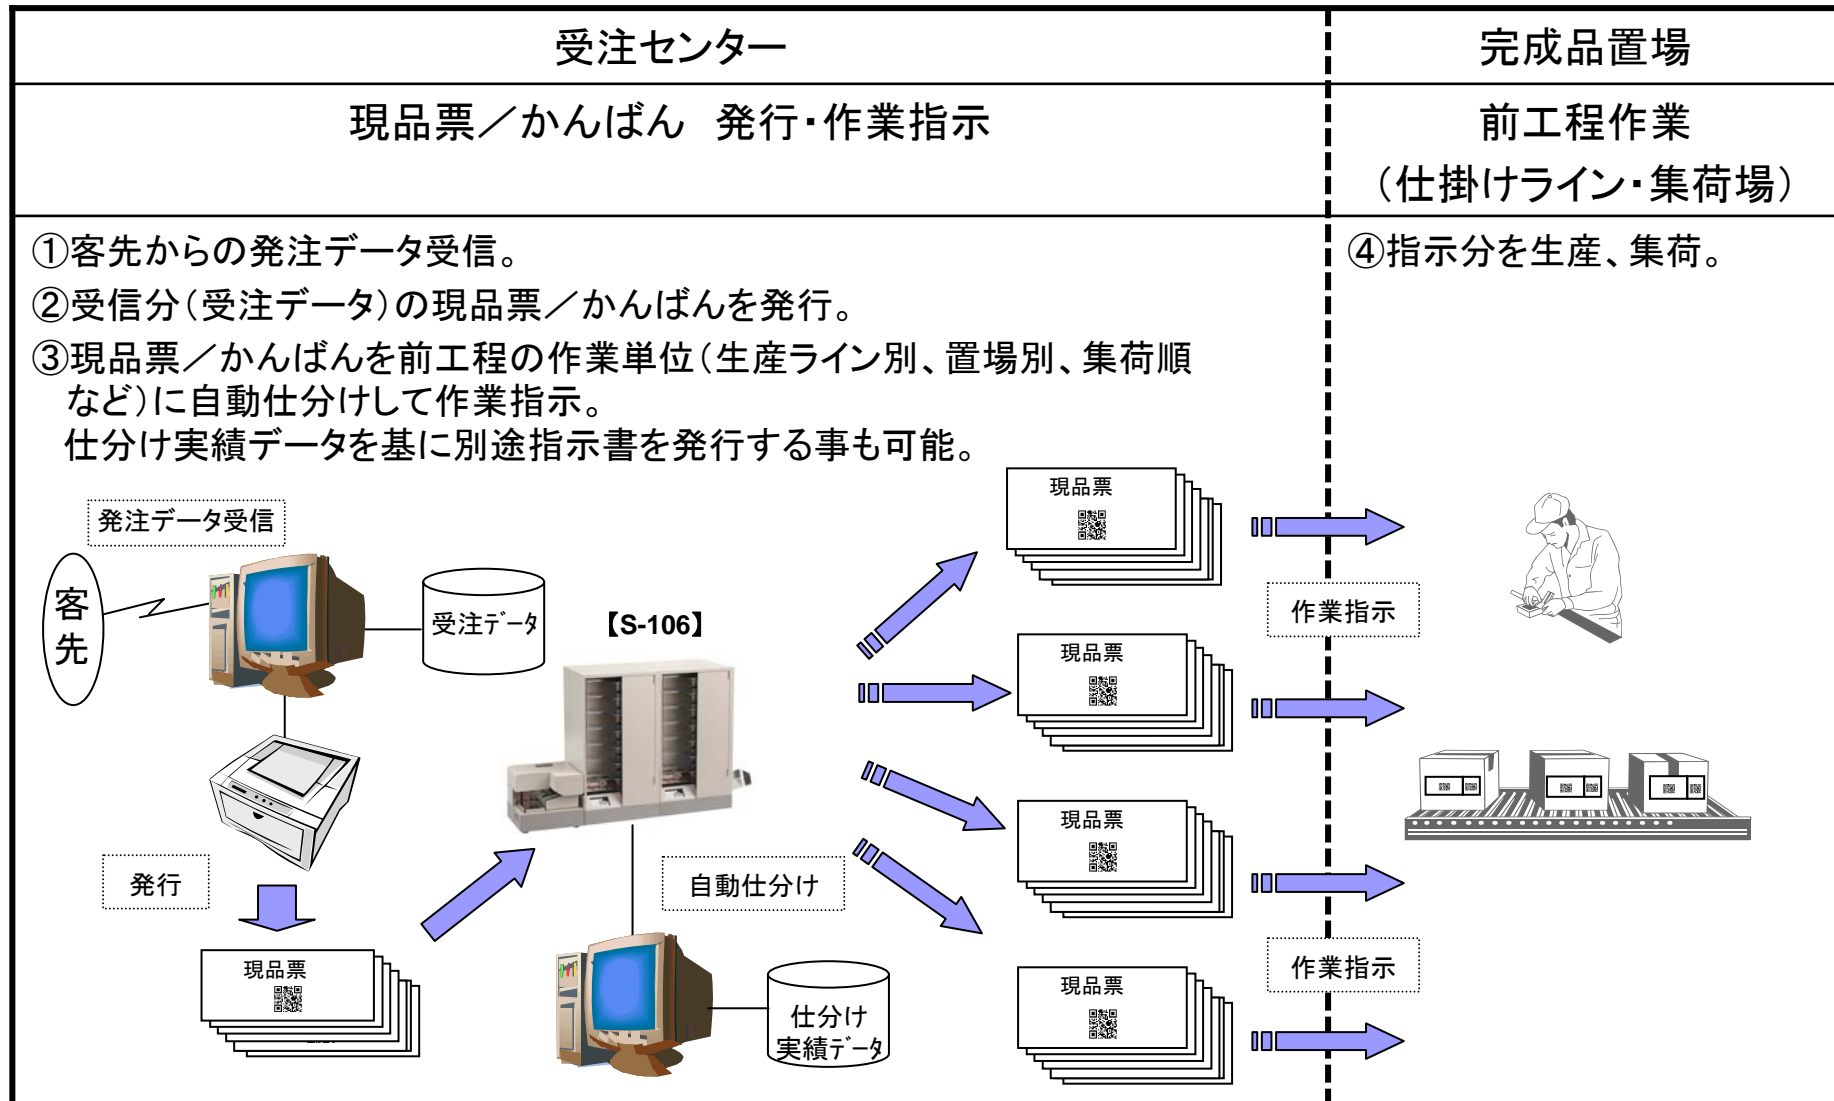 受注センター
完成品置場
現品票／かんばん　発行・作業指示
前工程作業
（仕掛けライン・集荷場）
①客先からの発注データ受信。
②受信分（受注データ）の現品票／かんばんを発行。
③現品票／かんばんを前工程の作業単位（生産ライン別、置場別、集荷順
など）に自動仕分けして作業指示。
仕分け実績データを基に別途指示書を発行する事も可能。
④指示分を生産、集荷。
発注データ受信
客先
受注ﾃﾞｰﾀ
【S-106】
発行
現品票
自動仕分け
仕分け
実績ﾃﾞｰﾀ
現品票
現品票
現品票
現品票
作業指示
作業指示